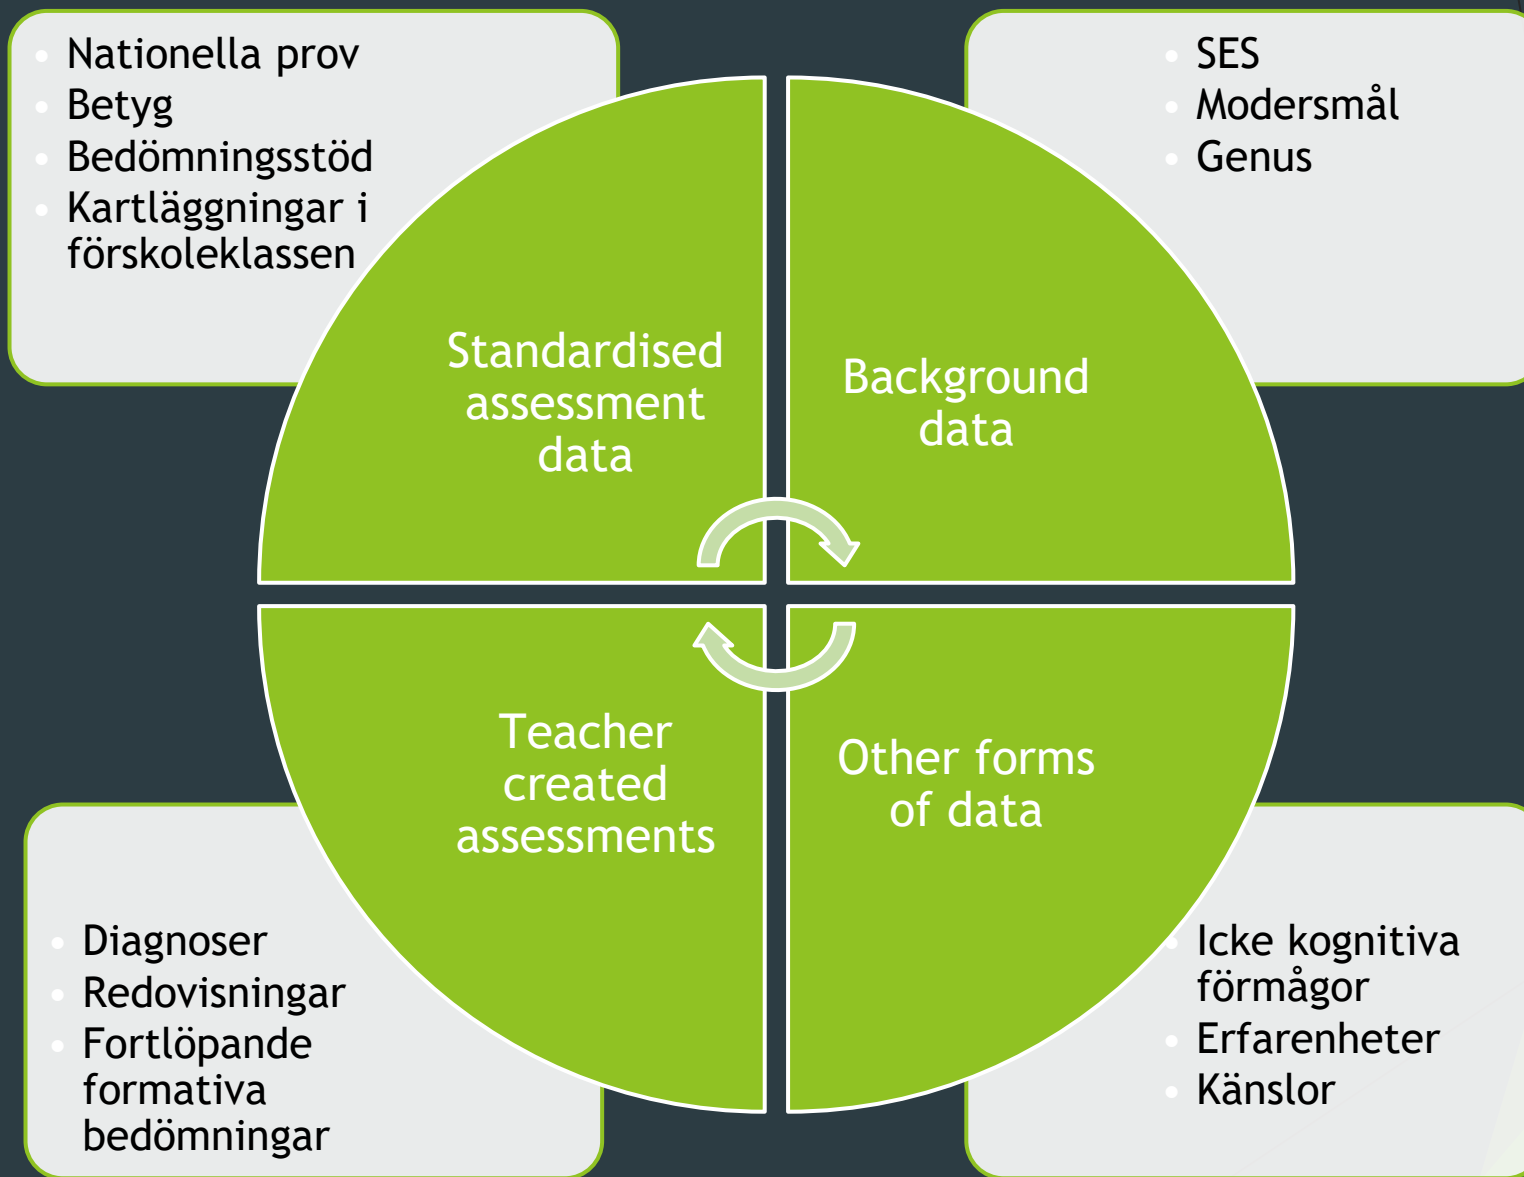 Nationella prov
Betyg
Bedömningsstöd
Kartläggningar i
förskoleklassen
SES
Modersmål
Genus
Standardised
assessment
data
Background
data
Teacher
created
assessments
Other forms
of data
Diagnoser
Redovisningar
Fortlöpande
formativa
bedömningar
Icke kognitiva
förmågor
Erfarenheter
Känslor